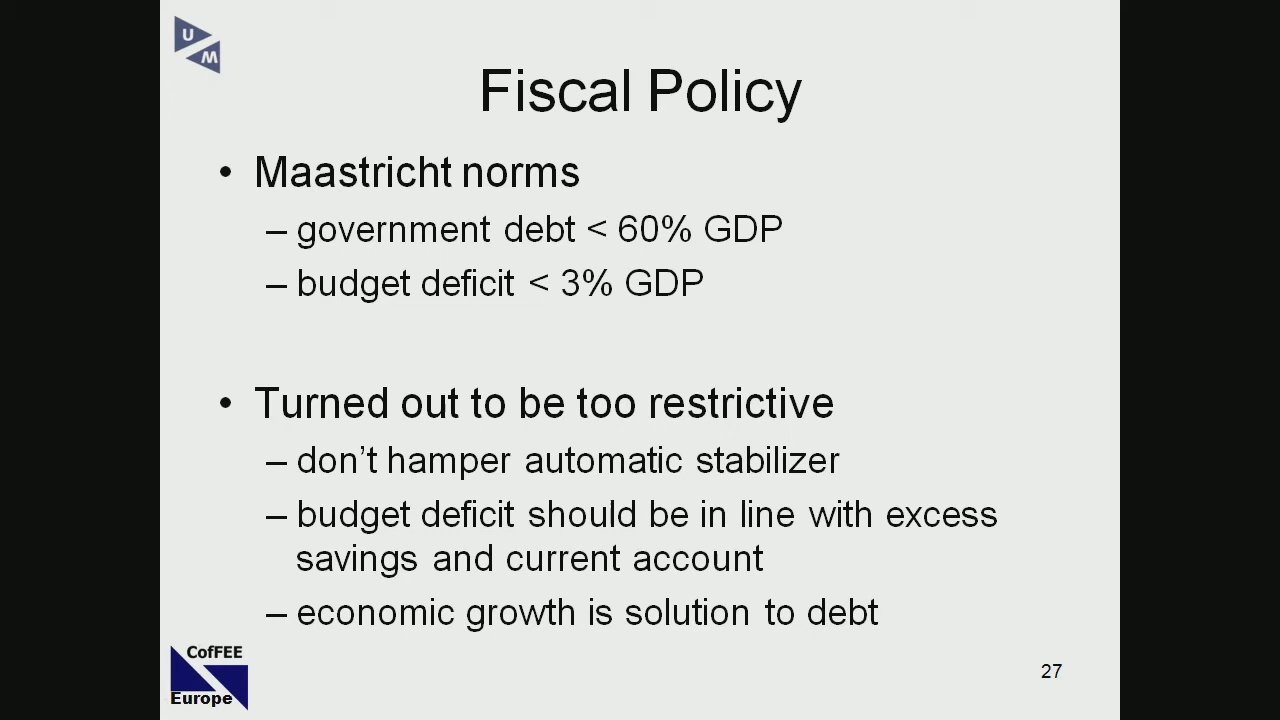 U
M
Fiscal Policy
• Maastricht norms
– government debt < 60% GDP
– budget deficit < 3% GDP
• Turned out to be too restrictive
– don’t hamper automatic stabilizer
– budget deficit should be in line with excess
savings and current account
– economic growth is solution to debt
CofFEE
Europe
27